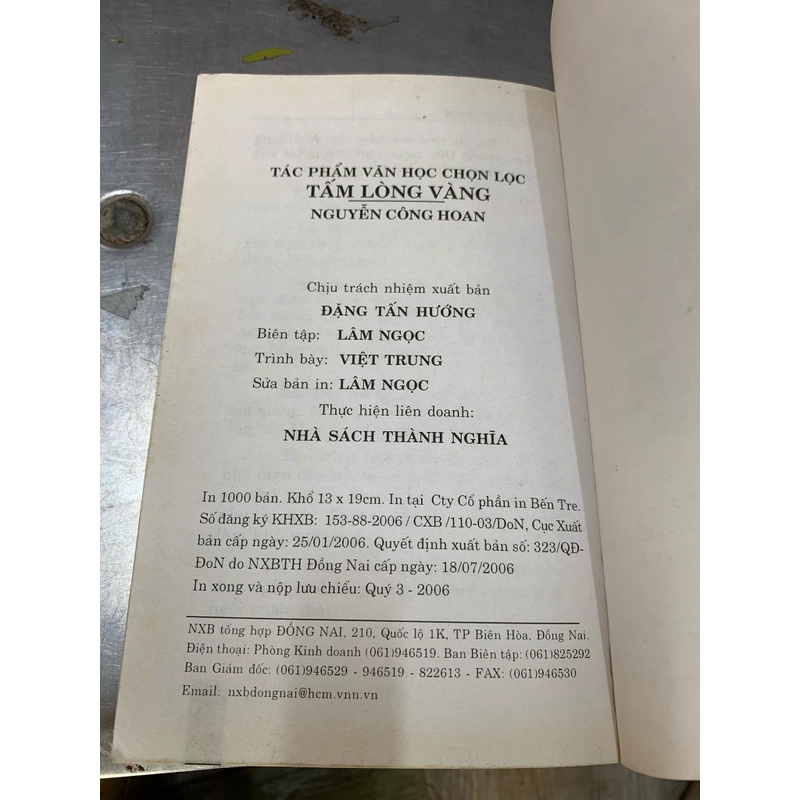 TÁC PHẨM VĂN HỌC CHỌN LỌC
TẤM LÒNG VÀNG
NGUYỄN CÔNG HOAN
Chịu trách nhiệm xuất bản
ĐẶNG TẤN HƯỚNG
Biên tập: LÂM NGỌC
Trình bày: VIỆT TRUNG
Sửa bản in: LÂM NGỌC
Thực hiện liên doanh:
NHÀ SÁCH THÀNH NGHĨA
In 1000 bản. Khổ 13 x 19cm. In tại Cty Cổ phần in Bến Tre.
Số đăng ký KHXB: 153-88-2006 / CXB /110-03/DoN, Cục Xuất
bản cấp ngày: 25/01/2006. Quyết định xuất bản số: 323/QĐ-
ĐoN do NXBTH Đồng Nai cấp ngày: 18/07/2006
In xong và nộp lưu chiểu: Quý 3 - 2006
NXB tổng hợp ĐỒNG NAI, 210, Quốc lộ 1K, TP Biên Hòa, Đồng Nai.
Điện thoại: Phòng Kinh doanh (061)946519. Ban Biên tập: (061)825292
Ban Giám đốc: (061)946529 - 946519 - 822613 - FAX: (061)946530
Email: nxbdongnai@hcm.vnn.vn